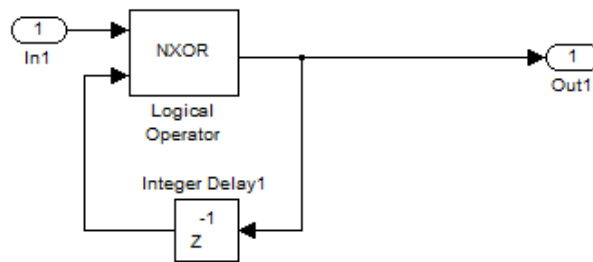 1
In1
NXOR
Logical
Operator
1
Out1
Integer Delay1
-1
Z